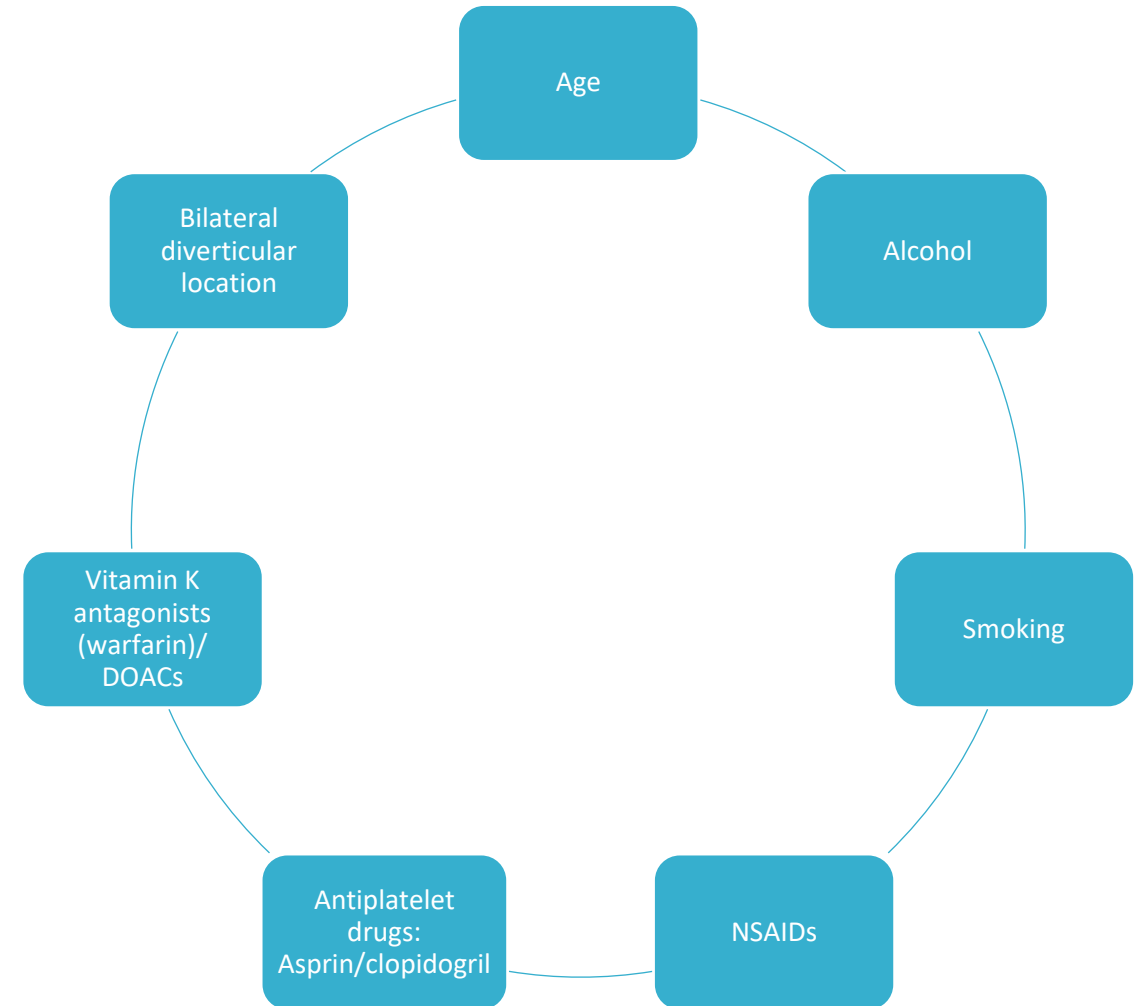 Age
Alcohol
Smoking
NSAIDs
Antiplatelet
drugs:
Asprin/clopidogril
Vitamin K
antagonists
(warfarin)/
DOACs
Bilateral
diverticular
location